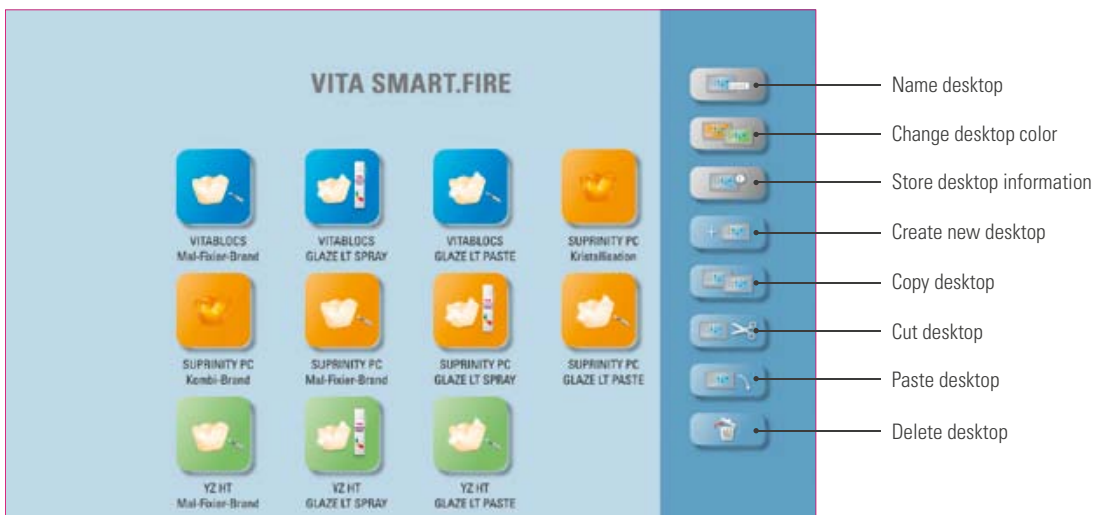 VITA SMART.FIRE
VITABLOCS
Mal-Fixier-Brand
VITABLOCS
GLAZE LT SPRAY
VITABLOCS
GLAZE LT PASTE
SUPRINITY PC
Kristallisation
SUPRINITY PC
Kombi-Brand
SUPRINITY PC
Mal-Fixier-Brand
SUPRINITY PC
GLAZE LT SPRAY
SUPRINITY PC
GLAZE LT PASTE
YZ HT
Mal-Fixier-Brand
YZ HT
GLAZE LT SPRAY
YZ HT
GLAZE LT PASTE
Name desktop
Change desktop color
Store desktop information
Create new desktop
Copy desktop
Cut desktop
Paste desktop
Delete desktop